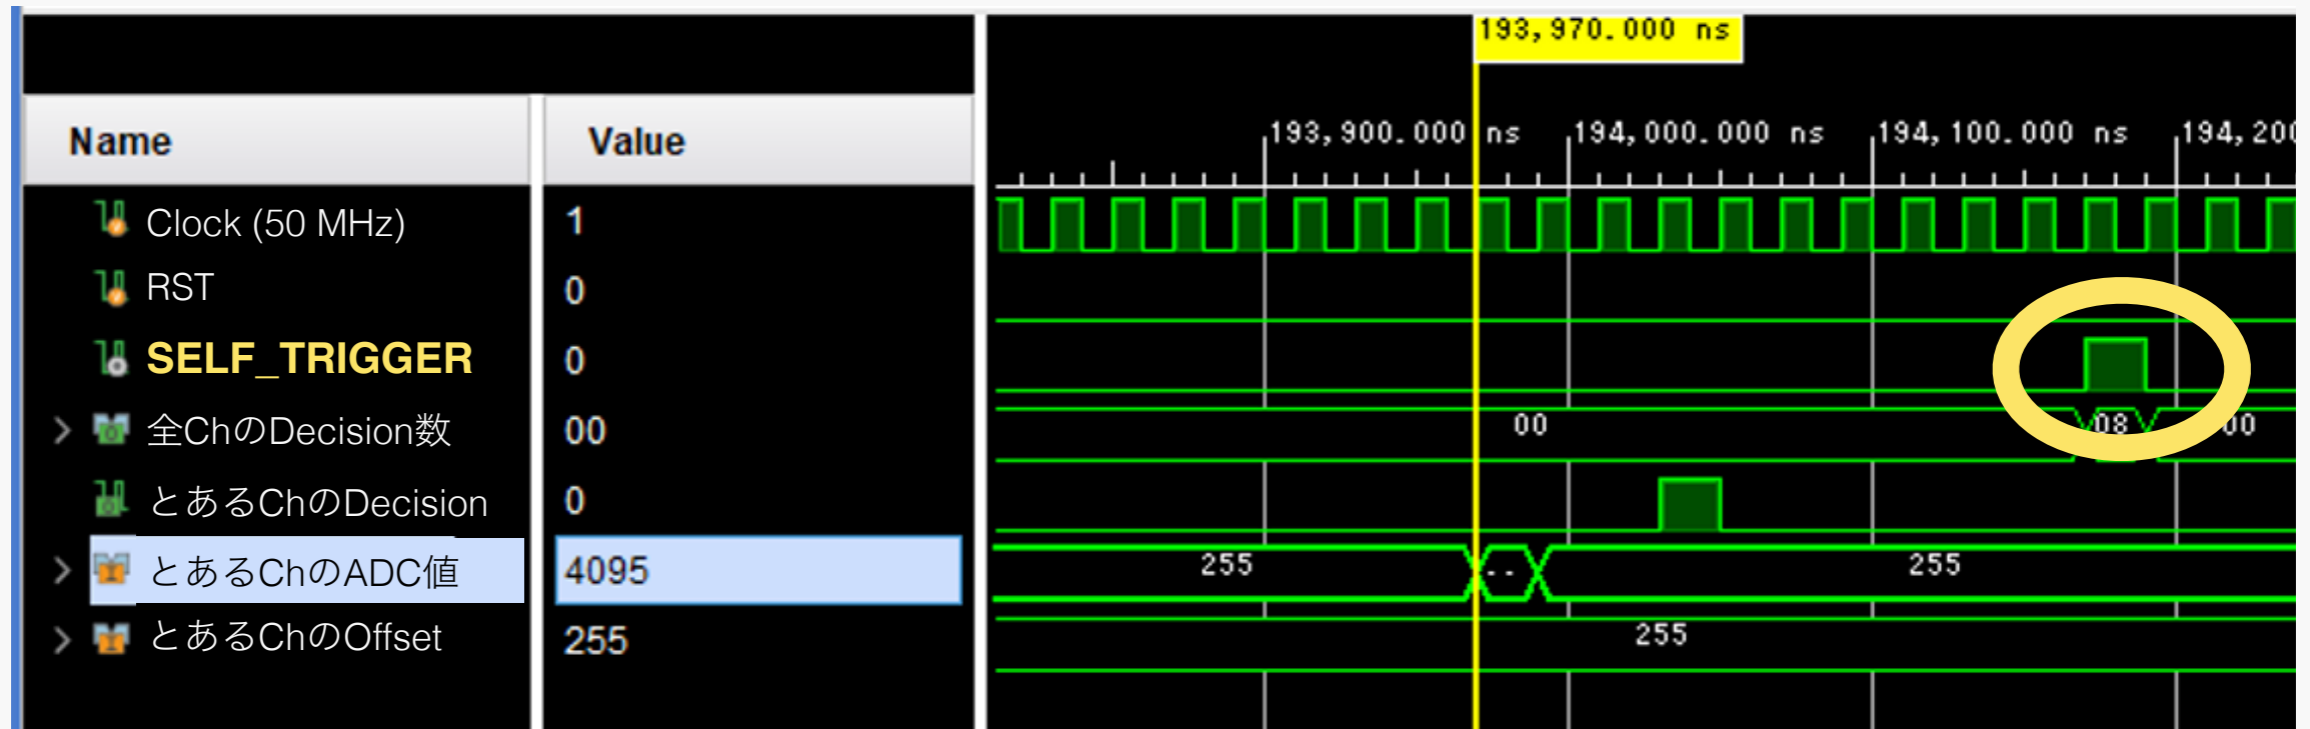 193,970.000 ns
Name
Value
193,900.000 ns
194,000.000 ns
194,100.000 ns
194,200
Clock (50 MHz)
1
RST
0
SELF_TRIGGER
0
全ChのDecision数
00
00
08
00
とあるChのDecision
0
とあるChのADC値
4095
255
..
255
とあるChのOffset
255
255